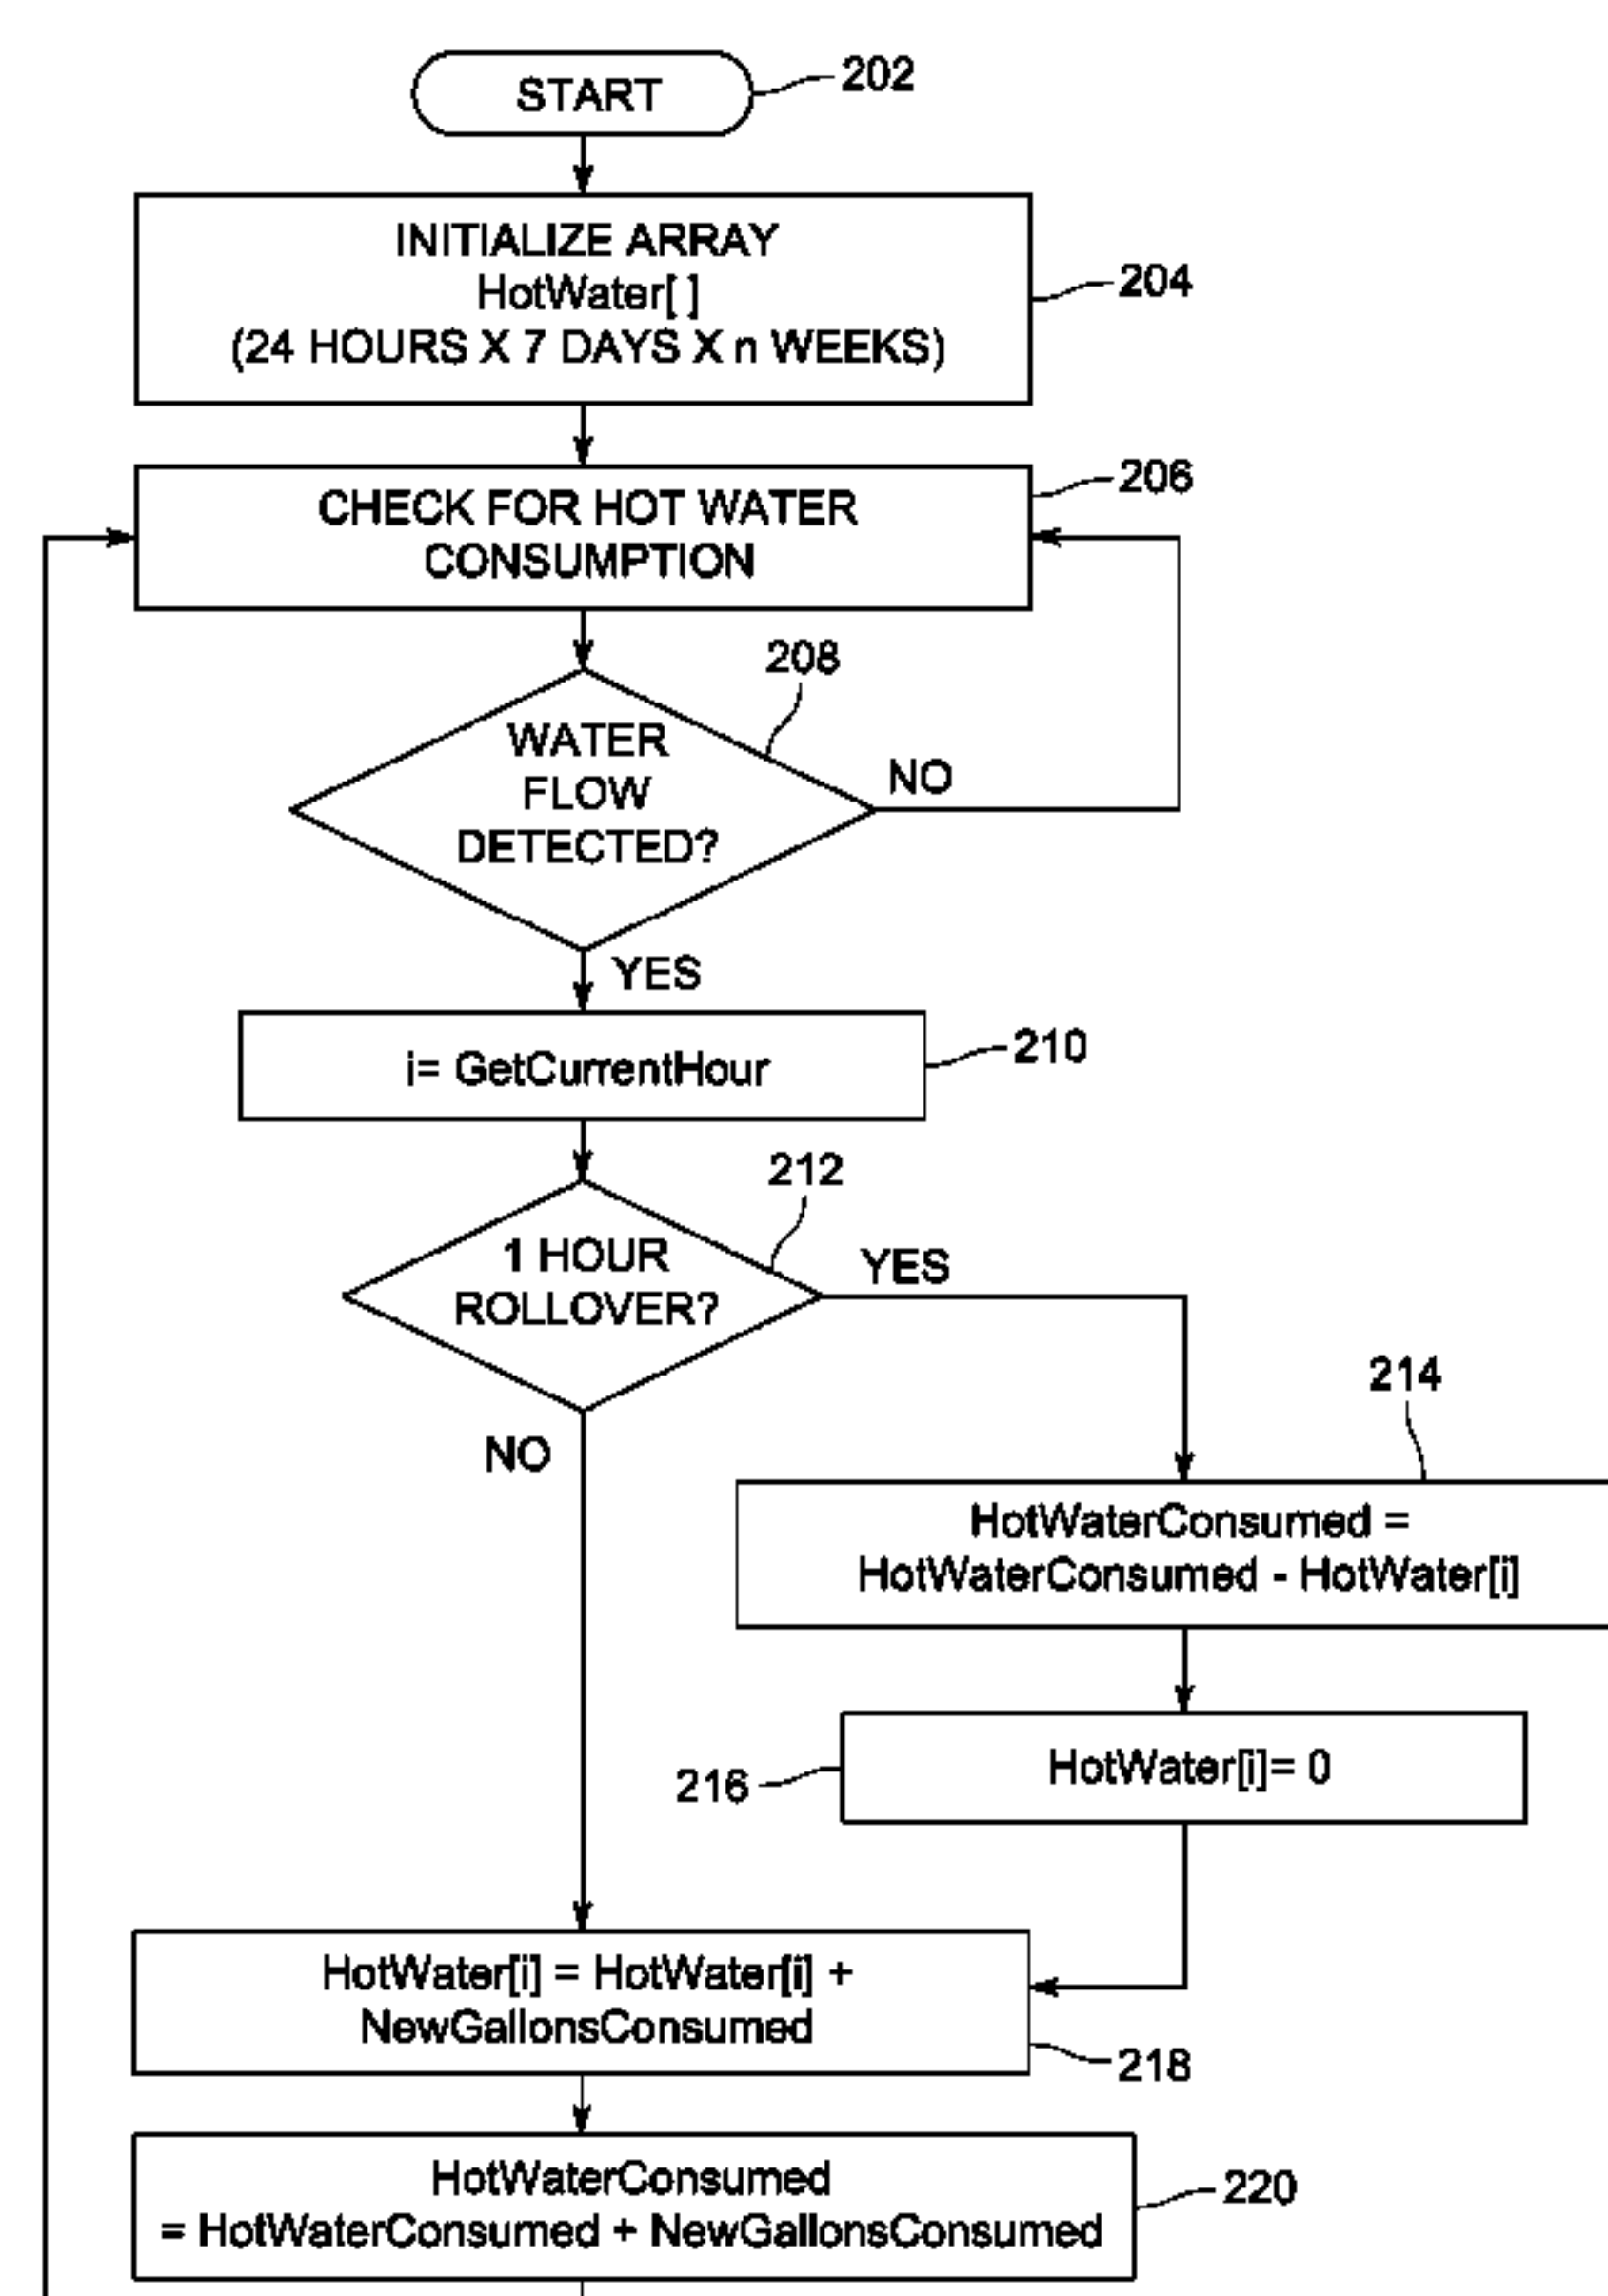 START
202
INITIALIZE ARRAY
HotWater[ ]
(24 HOURS X 7 DAYS X n WEEKS)
204
CHECK FOR HOT WATER
CONSUMPTION
206
208
WATER
FLOW
DETECTED?
NO
YES
i= GetCurrentHour
210
212
1 HOUR
ROLLOVER?
YES
NO
214
HotWaterConsumed =
HotWaterConsumed - HotWater[i]
HotWater[i]= 0
216
HotWater[i] = HotWater[i] +
NewGallonsConsumed
218
HotWaterConsumed
= HotWaterConsumed + NewGallonsConsumed
220